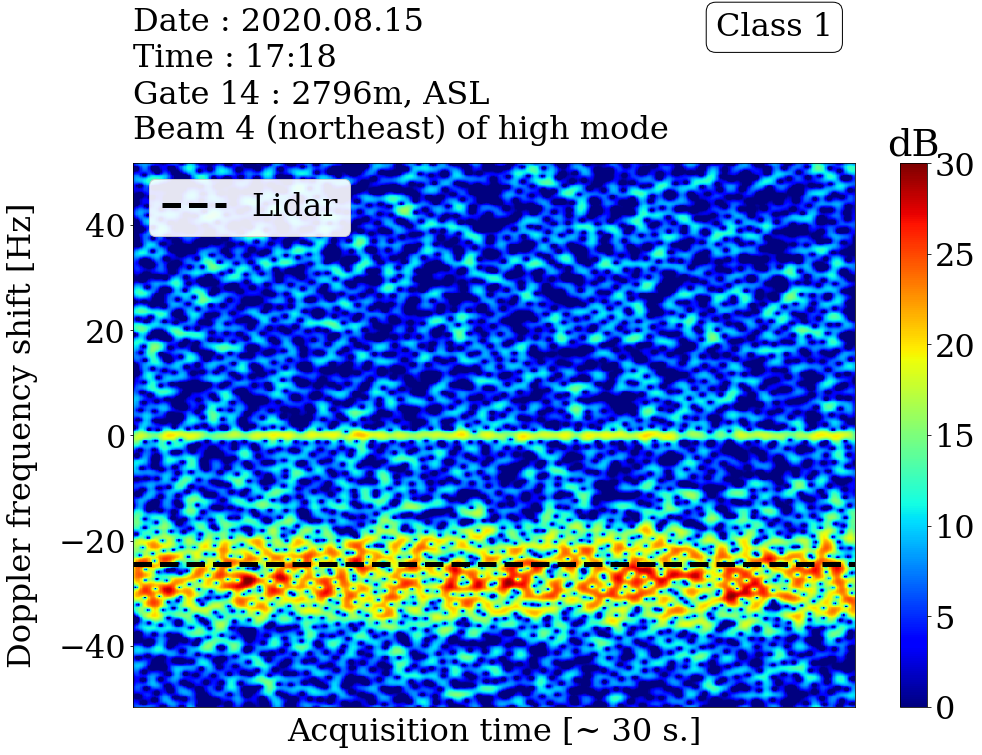 Date : 2020.08.15
Time : 17:18
Gate 14 : 2796m, ASL
Beam 4 (northeast) of high mode
Class 1
dB
Lidar
Doppler frequency shift [Hz]
40
20
0
−20
−40
Acquisition time [~ 30 s.]
30
25
20
15
10
5
0